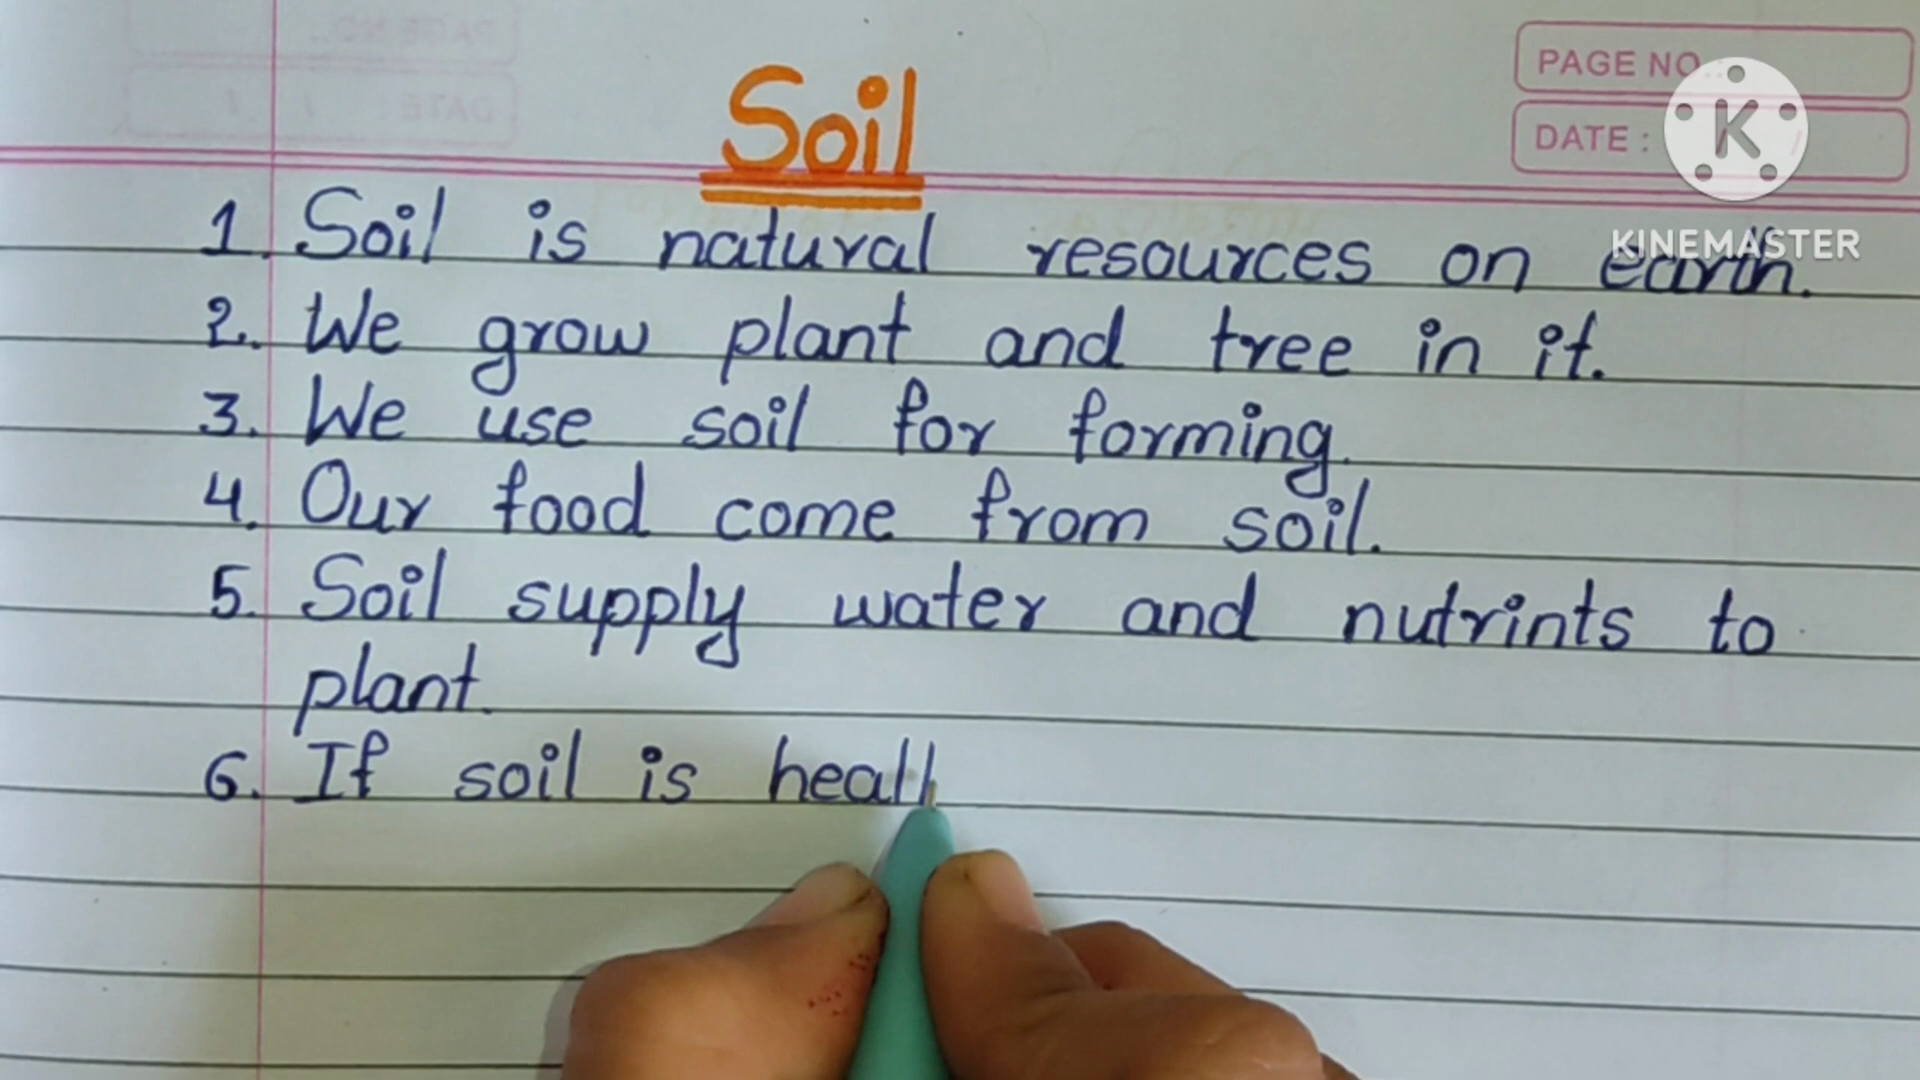 PAGE NO.
DATE :
K
KINEMASTER
Soil
1. Soil is natural resources on earth.
2. We grow plant and tree in it.
3. We use soil for forming.
4. Our food come from soil.
5. Soil supply water and nutrints to
plant.
6. If soil is heal